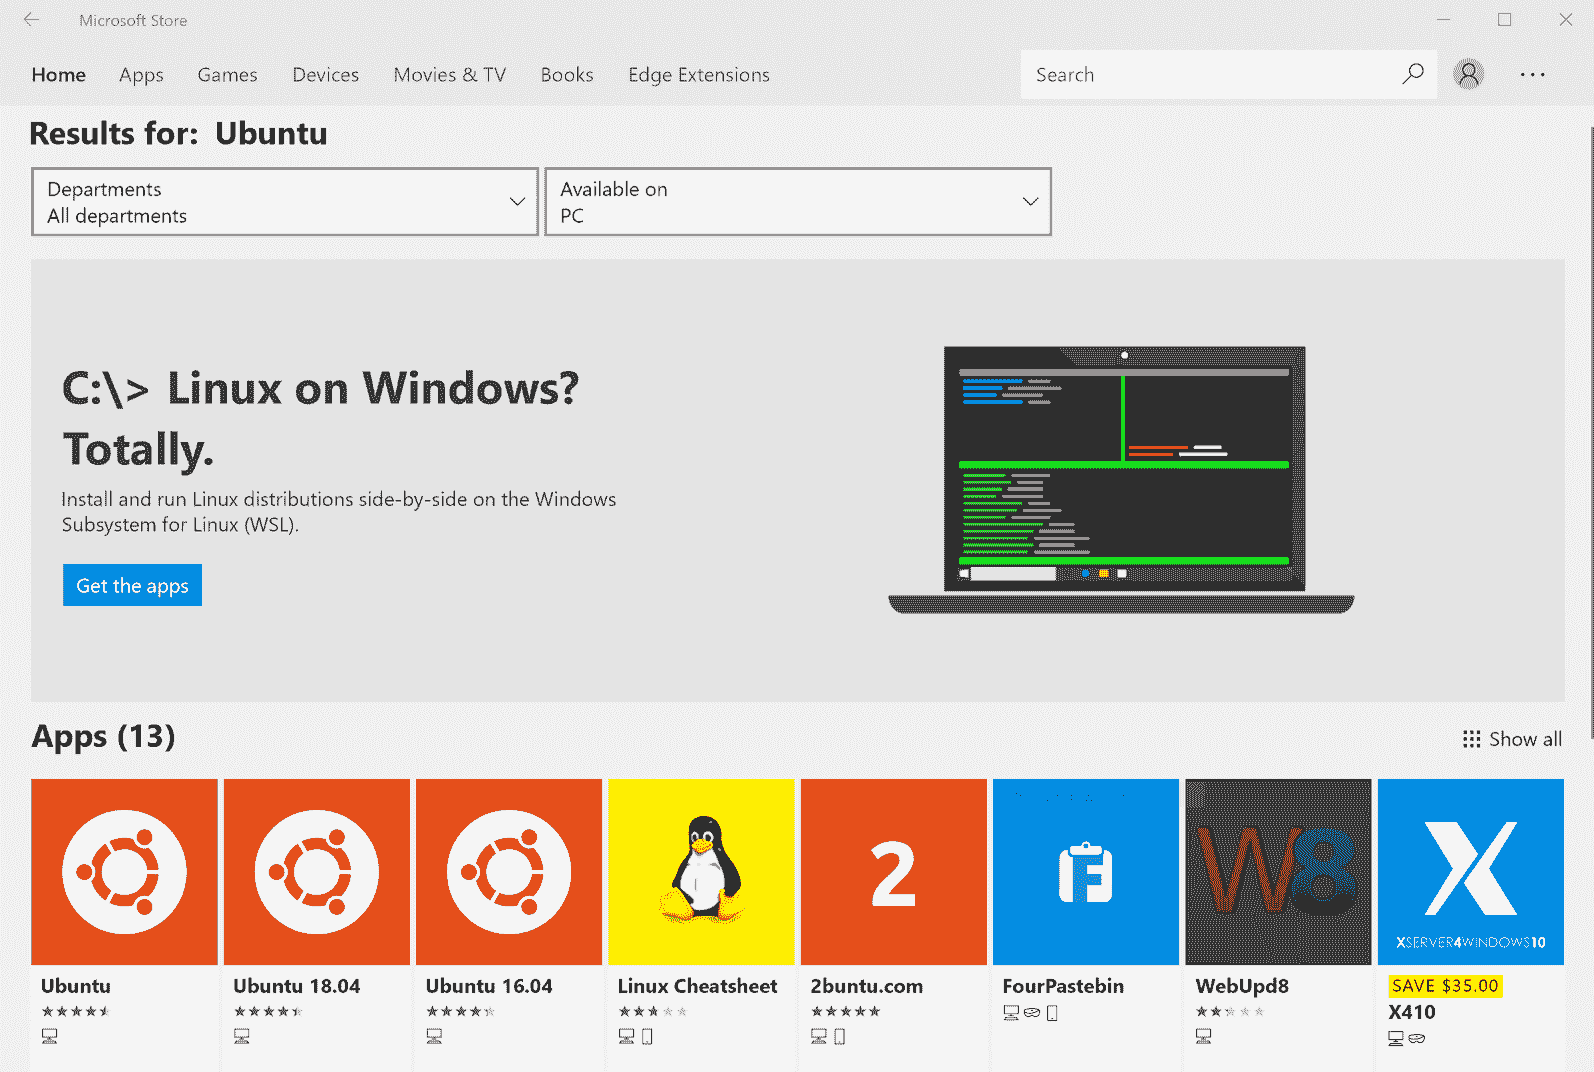 Microsoft Store
Home Apps Games Devices Movies & TV Books Edge Extensions Search
Results for: Ubuntu
Departments
All departments
Available on
PC
C:\> Linux on Windows?
Totally.
Install and run Linux distributions side-by-side on the Windows
Subsystem for Linux (WSL).
Get the apps
Apps (13)
Show all
2
W8
X
XSERVER4WINDOWS10
Ubuntu
Ubuntu 18.04
Ubuntu 16.04
Linux Cheatsheet
2buntu.com
FourPastebin
WebUpd8
SAVE $35.00
X410